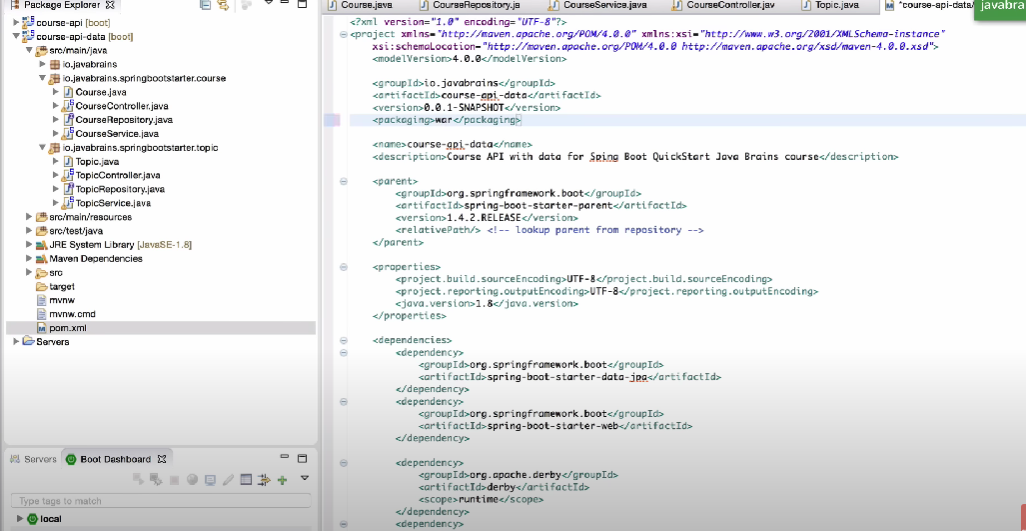 Package Explorer
course-api [boot]
course-api-data [boot]
src/main/java
io.javabrains
io.javabrains.springbootstarter.course
Course.java
CourseController.java
CourseRepository.java
CourseService.java
io.javabrains.springbootstarter.topic
Topic.java
TopicController.java
TopicRepository.java
TopicService.java
src/main/resources
src/test/java
JRE System Library [JavaSE-1.8]
Maven Dependencies
src
target
mvnw
mvnw.cmd
pom.xml
Servers
Servers Boot Dashboard
Type tags to match
local
Course.java CourseRepository.ja CourseService.java CourseController.jav Topic.java *course-api-data/ javabra
<?xml version="1.0" encoding="UTF-8"?>
<project xmlns="http://maven.apache.org/POM/4.0.0" xmlns:xsi="http://www.w3.org/2001/XMLSchema-instance"
xsi:schemaLocation="http://maven.apache.org/POM/4.0.0 http://maven.apache.org/xsd/maven-4.0.0.xsd">
<modelVersion>4.0.0</modelVersion>
<groupId>io.javabrains</groupId>
<artifactId>course-api-data</artifactId>
<version>0.0.1-SNAPSHOT</version>
<packaging>war</packaging>
<name>course-api-data</name>
<description>Course API with data for Sping Boot QuickStart Java Brains course</description>
<parent>
<groupId>org.springframework.boot</groupId>
<artifactId>spring-boot-starter-parent</artifactId>
<version>1.4.2.RELEASE</version>
<relativePath/> <!-- lookup parent from repository -->
</parent>
<properties>
<project.build.sourceEncoding>UTF-8</project.build.sourceEncoding>
<project.reporting.outputEncoding>UTF-8</project.reporting.outputEncoding>
<java.version>1.8</java.version>
</properties>
<dependencies>
<dependency>
<groupId>org.springframework.boot</groupId>
<artifactId>spring-boot-starter-data-jpa</artifactId>
</dependency>
<dependency>
<groupId>org.springframework.boot</groupId>
<artifactId>spring-boot-starter-web</artifactId>
</dependency>
<dependency>
<groupId>org.apache.derby</groupId>
<artifactId>derby</artifactId>
<scope>runtime</scope>
</dependency>
<dependency>